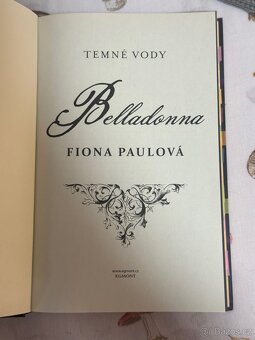 TEMNÉ VODY
Belladonna
FIONA PAULOVÁ
www.egmont.cz
EGMONT